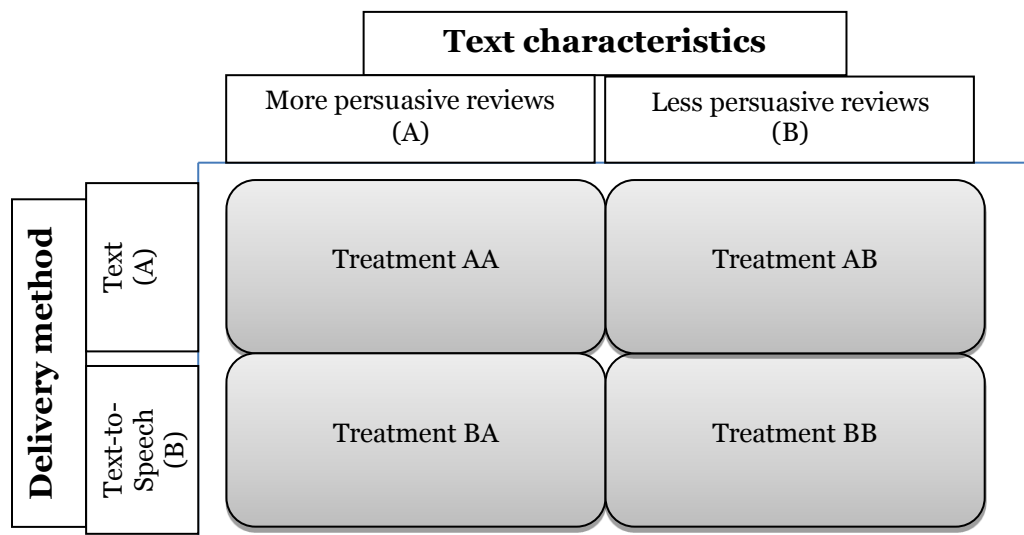 Text characteristics
More persuasive reviews
(A)
Less persuasive reviews
(B)
Delivery method
Text
(A)
Treatment AA
Treatment AB
Text-to-
Speech
(B)
Treatment BA
Treatment BB